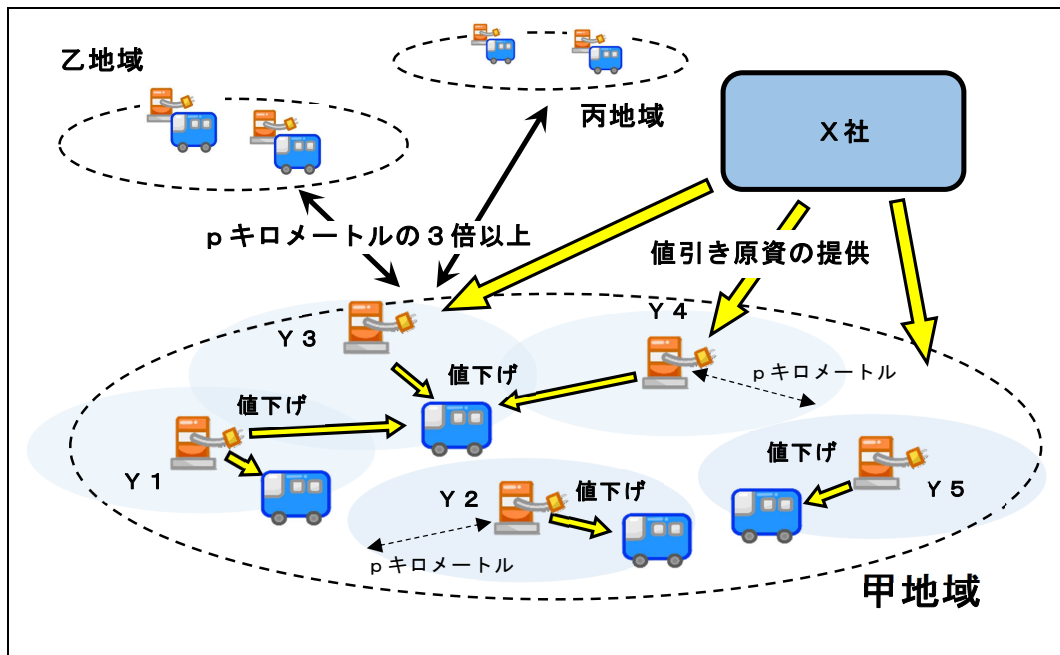 乙地域
丙地域
X社
pキロメートルの3倍以上
値引き原資の提供
Y3
Y4
値下げ
pキロメートル
値下げ
値下げ
Y1
Y2
値下げ
Y5
pキロメートル
甲地域